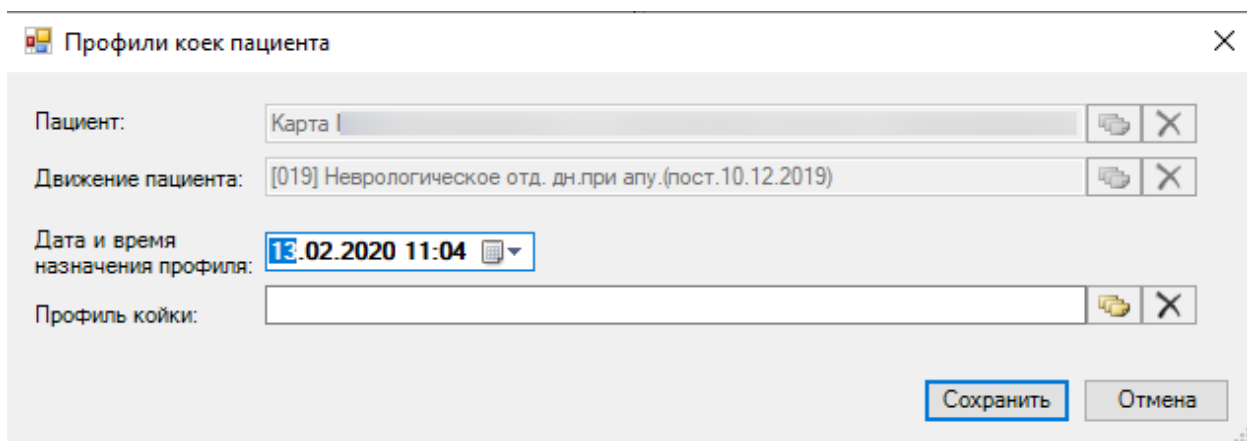 Профили коек пациента
Пациент: Карта
Движение пациента: [019] Неврологическое отд. дн.при апу.(пост.10.12.2019)
Дата и время
назначения профиля: 13.02.2020 11:04
Профиль койки:
Сохранить Отмена